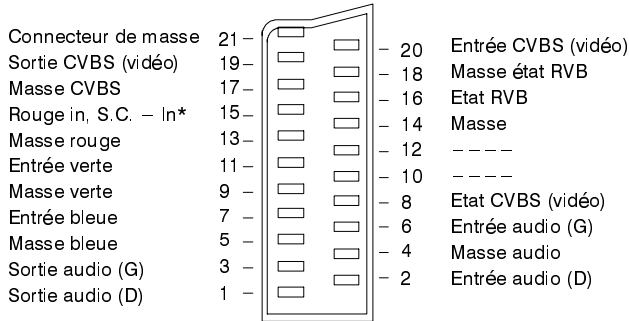 Connecteur de masse 21 –
Sortie CVBS (vidéo) 19 –
Masse CVBS 17 –
Rouge in, S.C. – In* 15 –
Masse rouge 13 –
Entrée verte 11 –
Masse verte 9 –
Entrée bleue 7 –
Masse bleue 5 –
Sortie audio (G) 3 –
Sortie audio (D) 1 –
– 20 Entrée CVBS (vidéo)
– 18 Masse état RVB
– 16 Etat RVB
– 14 Masse
– 12 – – – –
– 10 – – – –
– 8 Etat CVBS (vidéo)
– 6 Entrée audio (G)
– 4 Masse audio
– 2 Entrée audio (D)